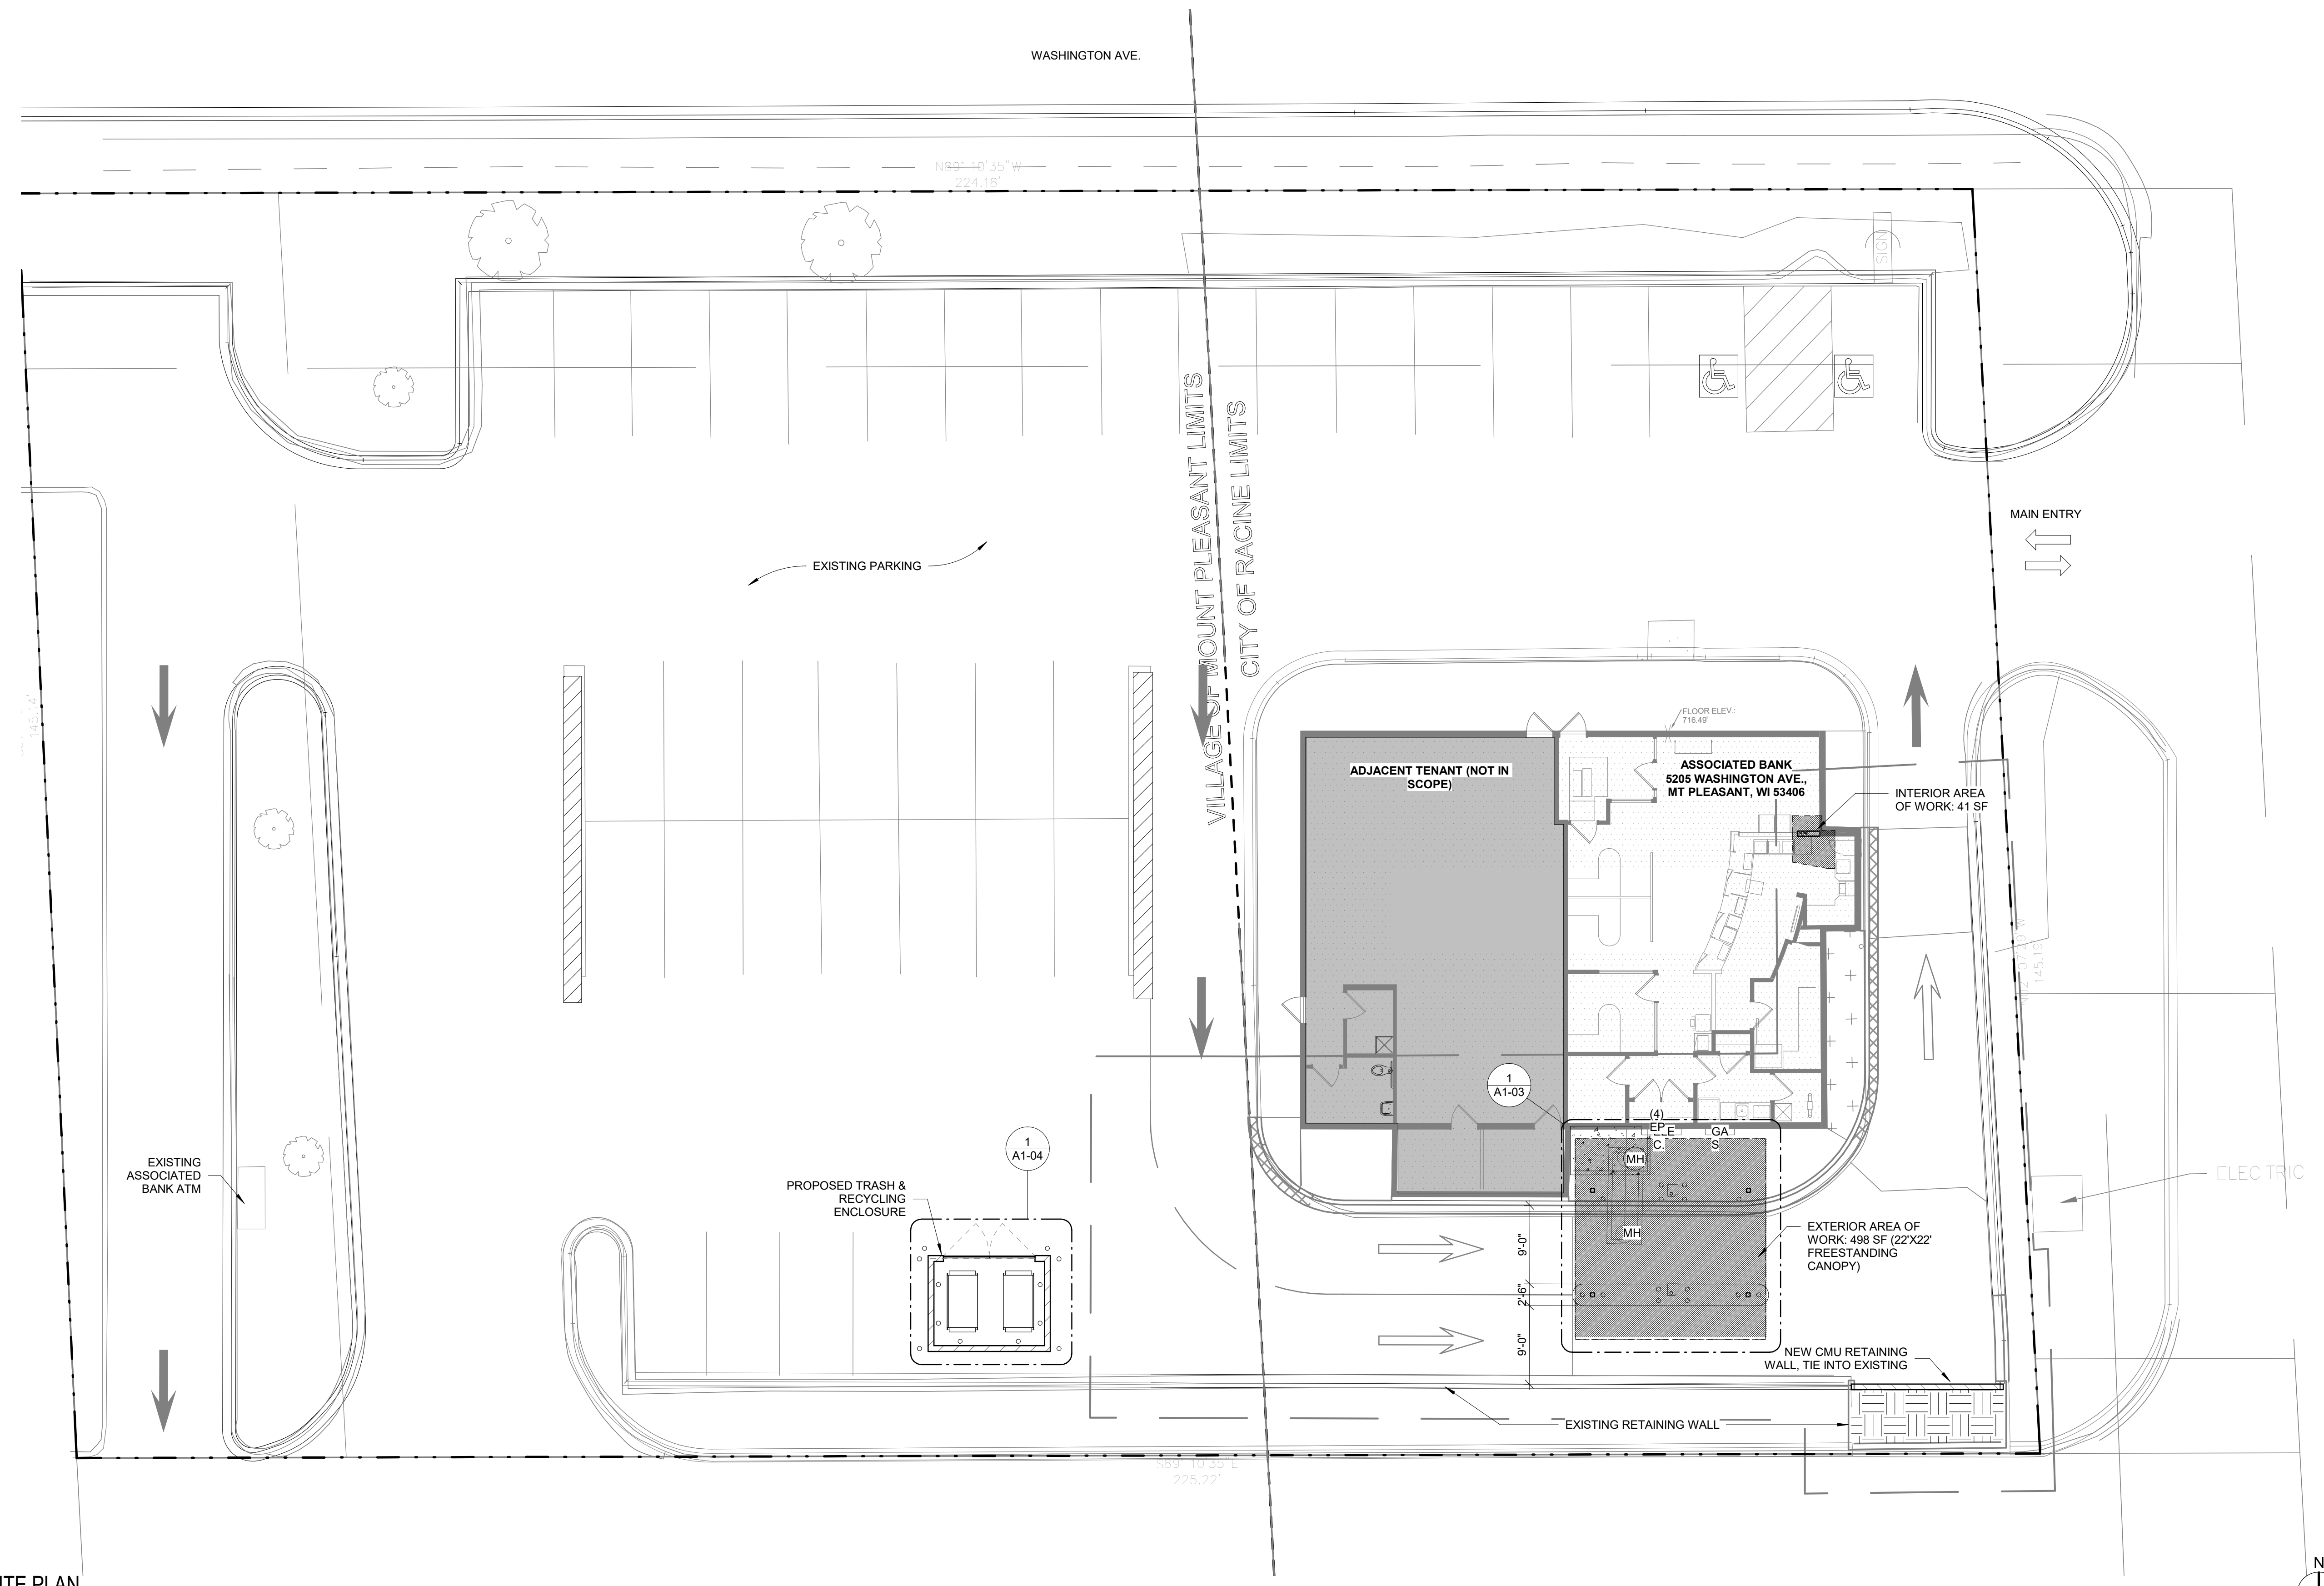 WASHINGTON AVE.
N89° 10'35"W
224.18'
SIGN
VILLAGE OF MOUNT PLEASANT LIMITS
CITY OF RACINE LIMITS
MAIN ENTRY
EXISTING PARKING
145.14'
FLOOR ELEV.:
716.49'
ADJACENT TENANT (NOT IN
SCOPE)
ASSOCIATED BANK
5205 WASHINGTON AVE.,
MT PLEASANT, WI 53406
INTERIOR AREA
OF WORK: 41 SF
145.19'
1
A1-03
(4)
EP
E
C.
GA
S
MH
MH
1
A1-04
EXISTING
ASSOCIATED
BANK ATM
PROPOSED TRASH &
RECYCLING
ENCLOSURE
ELECTRIC
EXTERIOR AREA OF
WORK: 498 SF (22'X22'
FREESTANDING
CANOPY)
9'-0"
2'-6"
9'-0"
NEW CMU RETAINING
WALL, TIE INTO EXISTING
EXISTING RETAINING WALL
S89° 10'35"E
225.22'
ITE PLAN
N